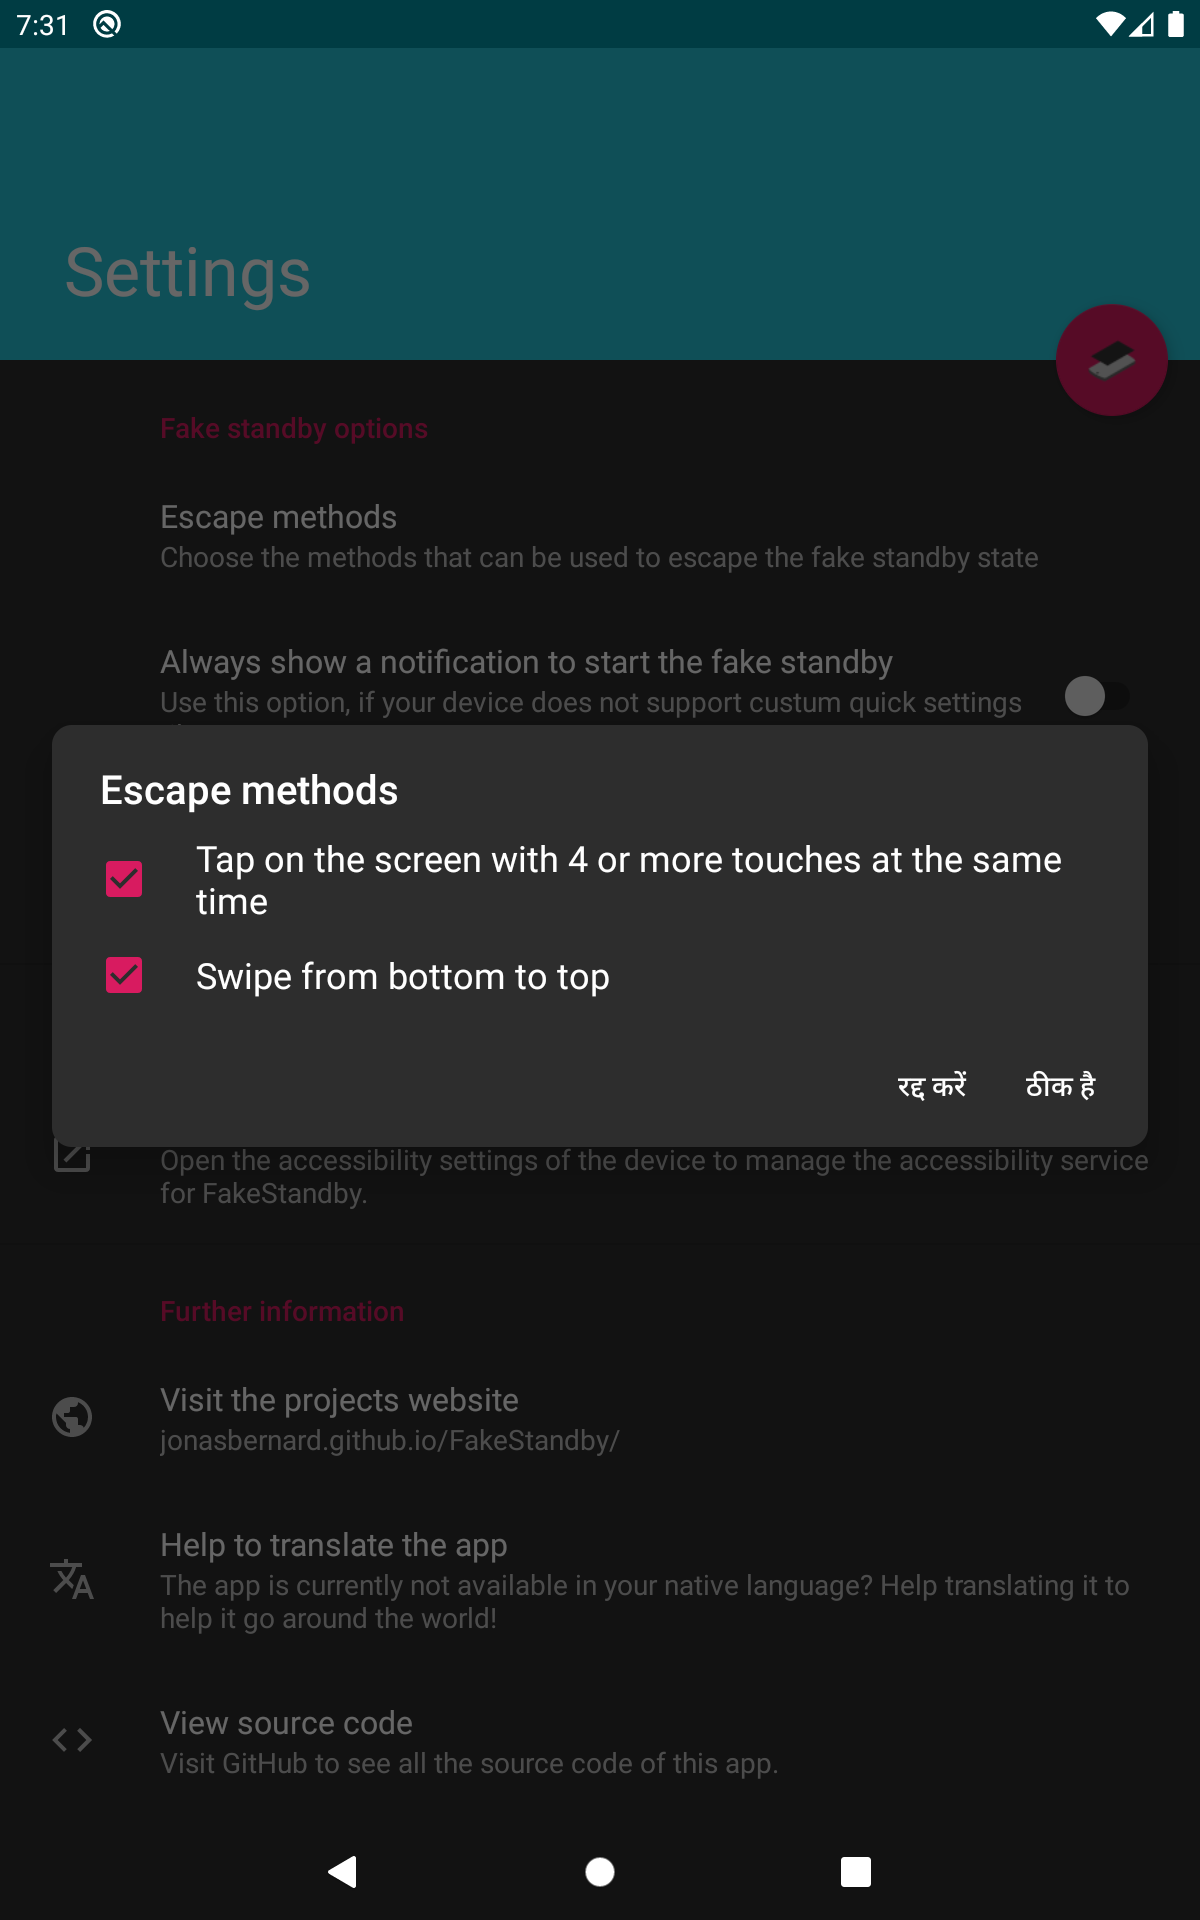 7:31
Settings
Fake standby options
Escape methods
Choose the methods that can be used to escape the fake standby state
Always show a notification to start the fake standby
Use this option, if your device does not support custum quick settings
Escape methods
Tap on the screen with 4 or more touches at the same
time
Swipe from bottom to top
रद्द करें
ठीक है
Open the accessibility settings of the device to manage the accessibility service
for FakeStandby.
Further information
Visit the projects website
jonasbernard.github.io/FakeStandby/
Help to translate the app
The app is currently not available in your native language? Help translating it to
help it go around the world!
View source code
Visit GitHub to see all the source code of this app.